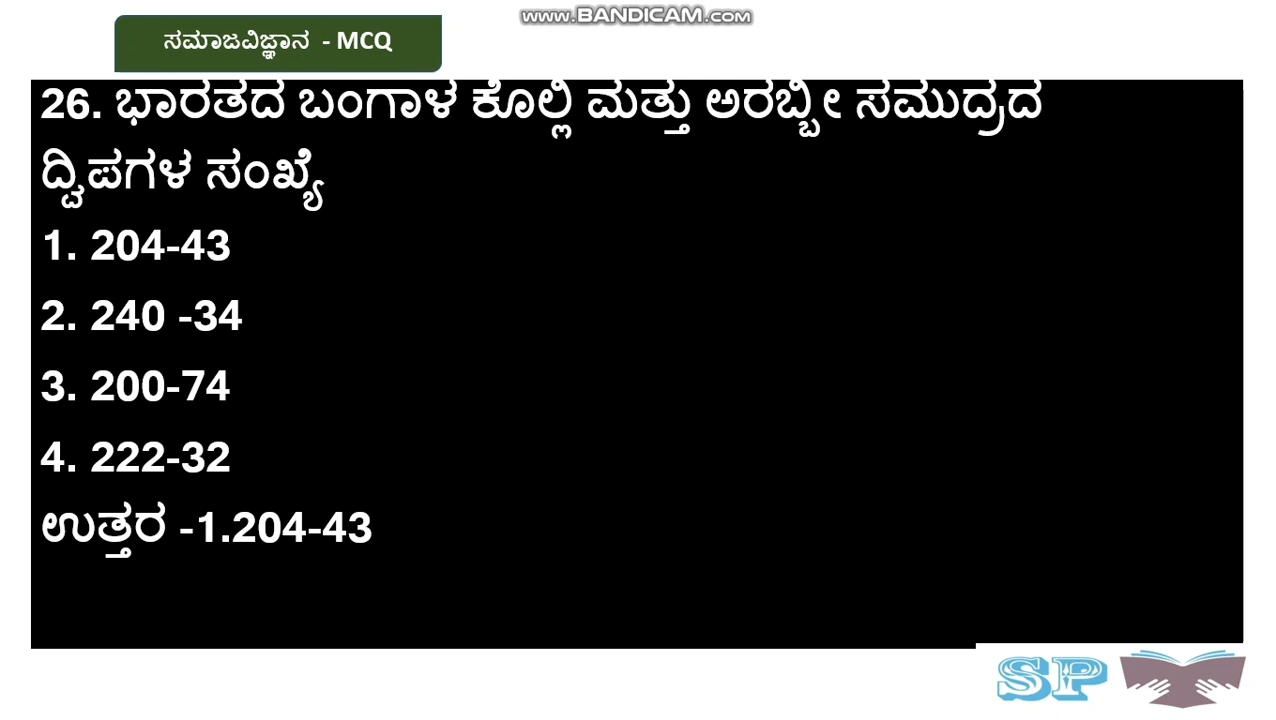 www.BANDICAM.com
ಸಮಾಜವಿಜ್ಞಾನ - MCQ
26. ಭಾರತದ ಬಂಗಾಳ ಕೊಲ್ಲಿ ಮತ್ತು ಅರಬ್ಬೀ ಸಮುದ್ರದ
ದ್ವಿಪಗಳ ಸಂಖ್ಯೆ
1. 204-43
2. 240 -34
3. 200-74
4. 222-32
ಉತ್ತರ -1.204-43
SP